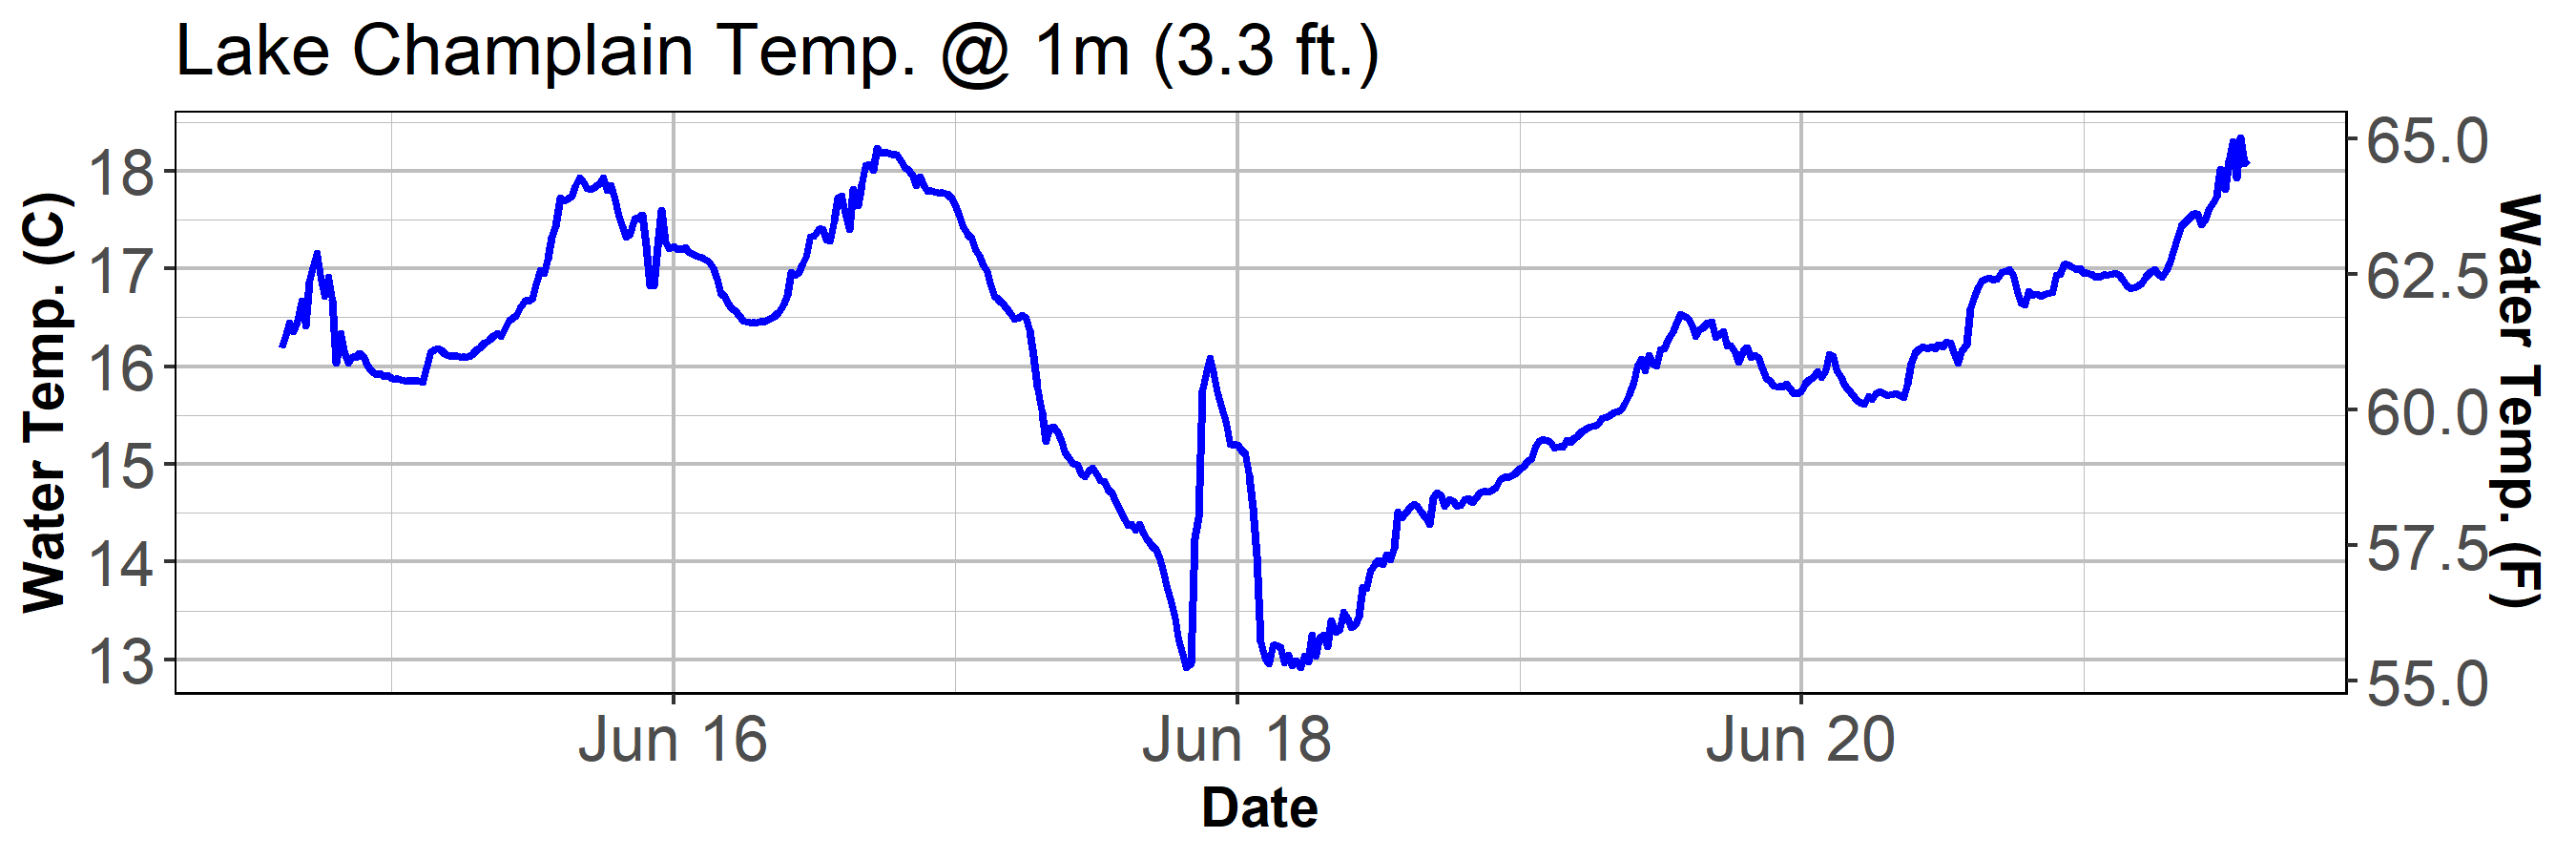 Lake Champlain Temp. @ 1m (3.3 ft.)
Water Temp. (C)
18
17
16
15
14
13
65.0
62.5
60.0
57.5
55.0
Water Temp. (F)
Jun 16
Jun 18
Jun 20
Date